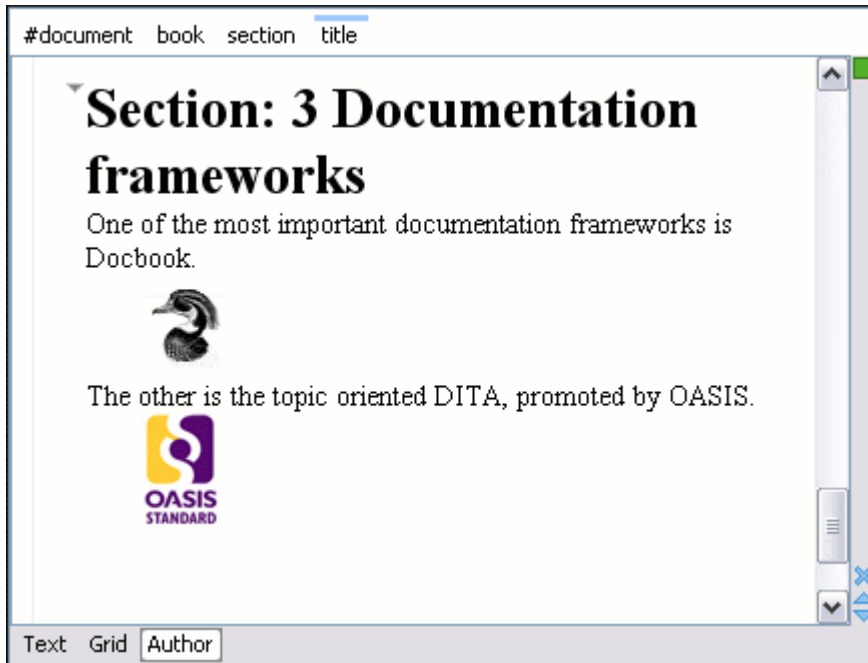 #document book section title
Section: 3 Documentation
frameworks
One of the most important documentation frameworks is
Docbook.
The other is the topic oriented DITA, promoted by OASIS.
OASIS
STANDARD
Text Grid Author